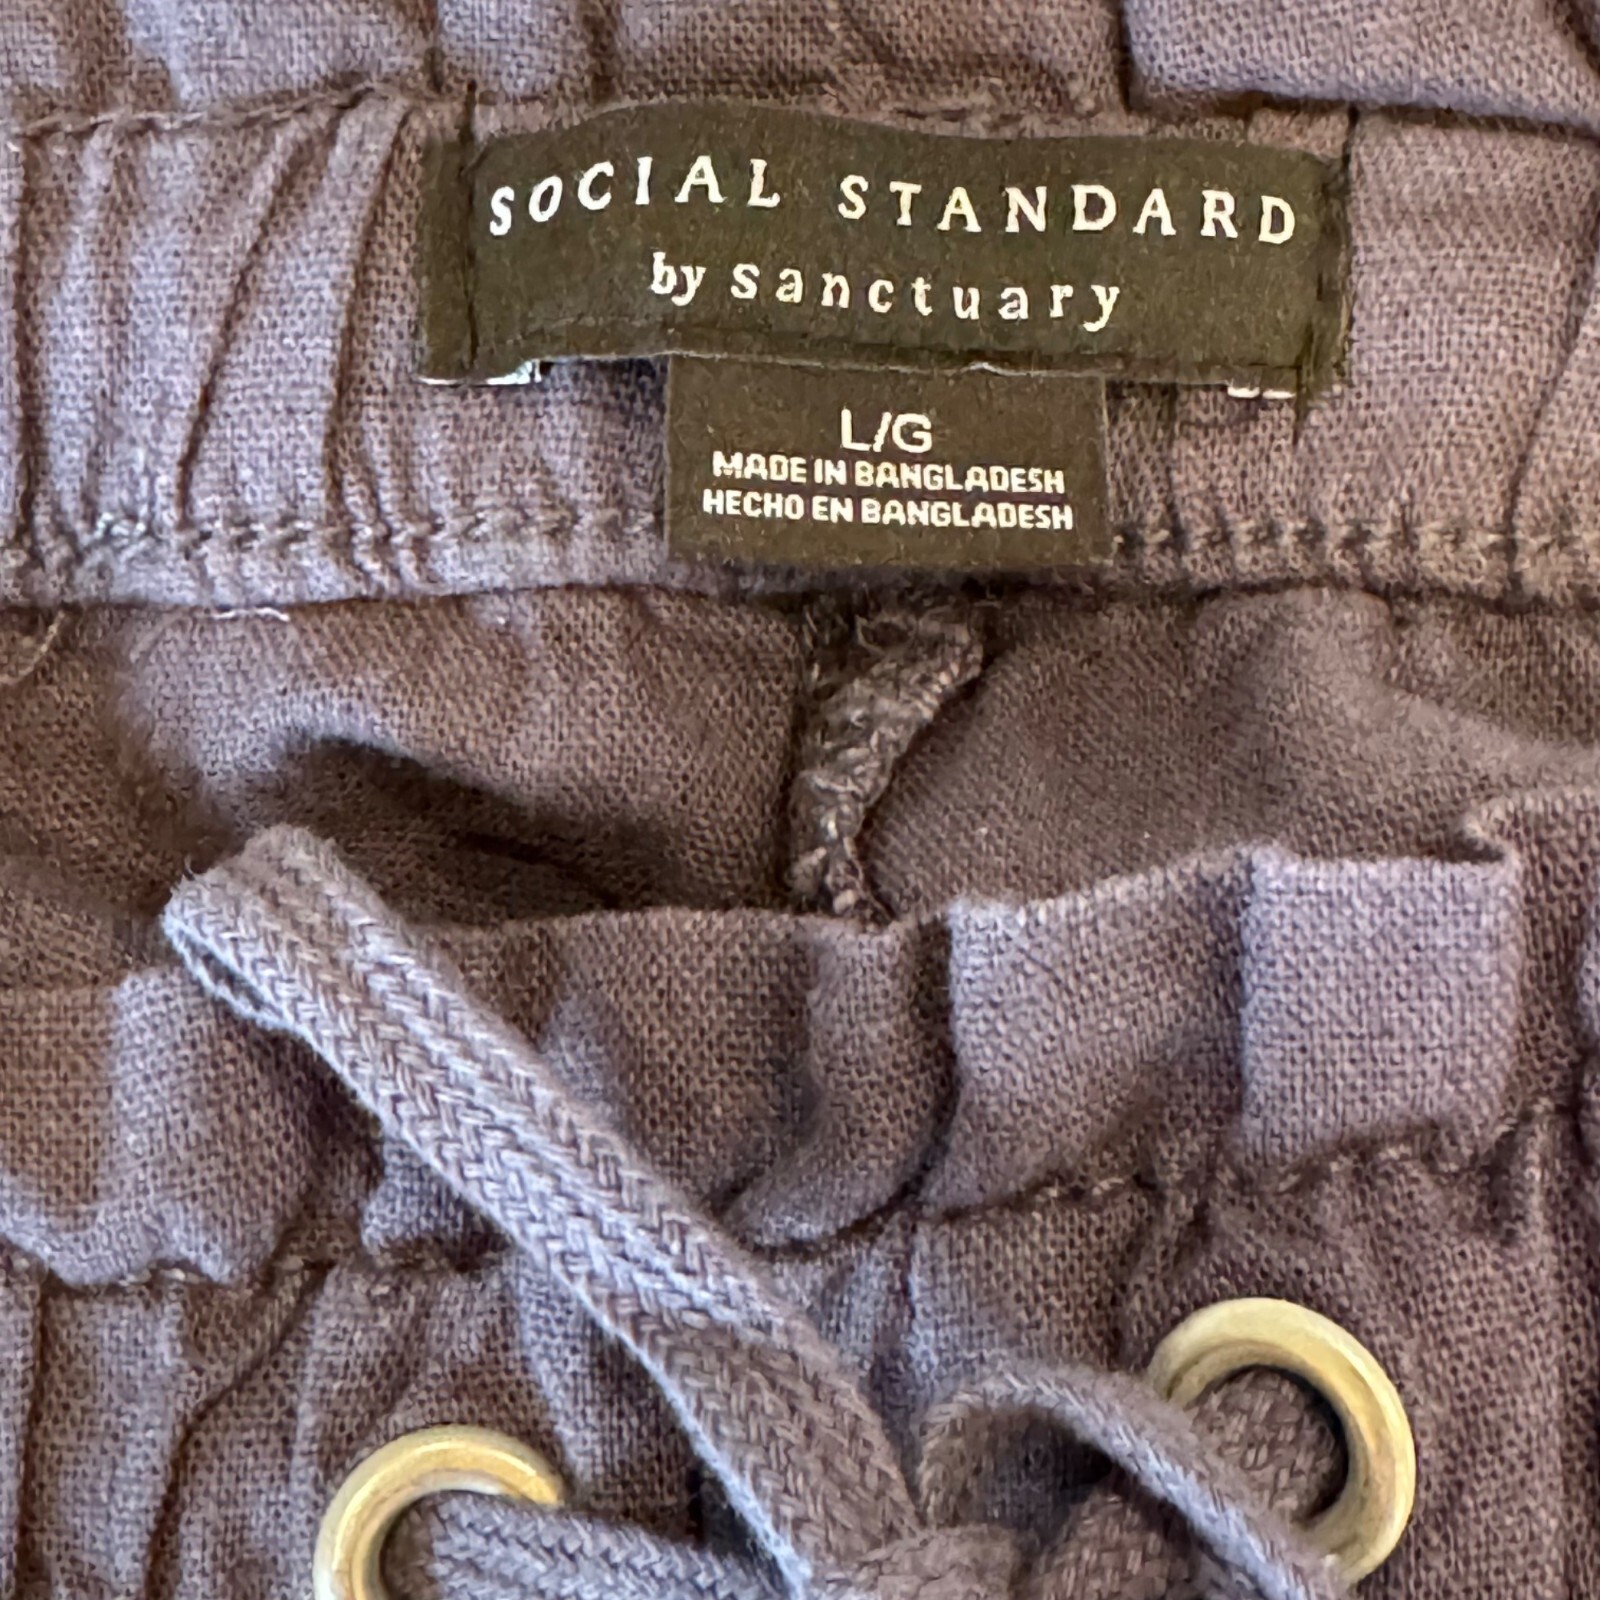 SOCIAL STANDARD
by sanctuary
L/G
MADE IN BANGLADESH
HECHO EN BANGLADESH